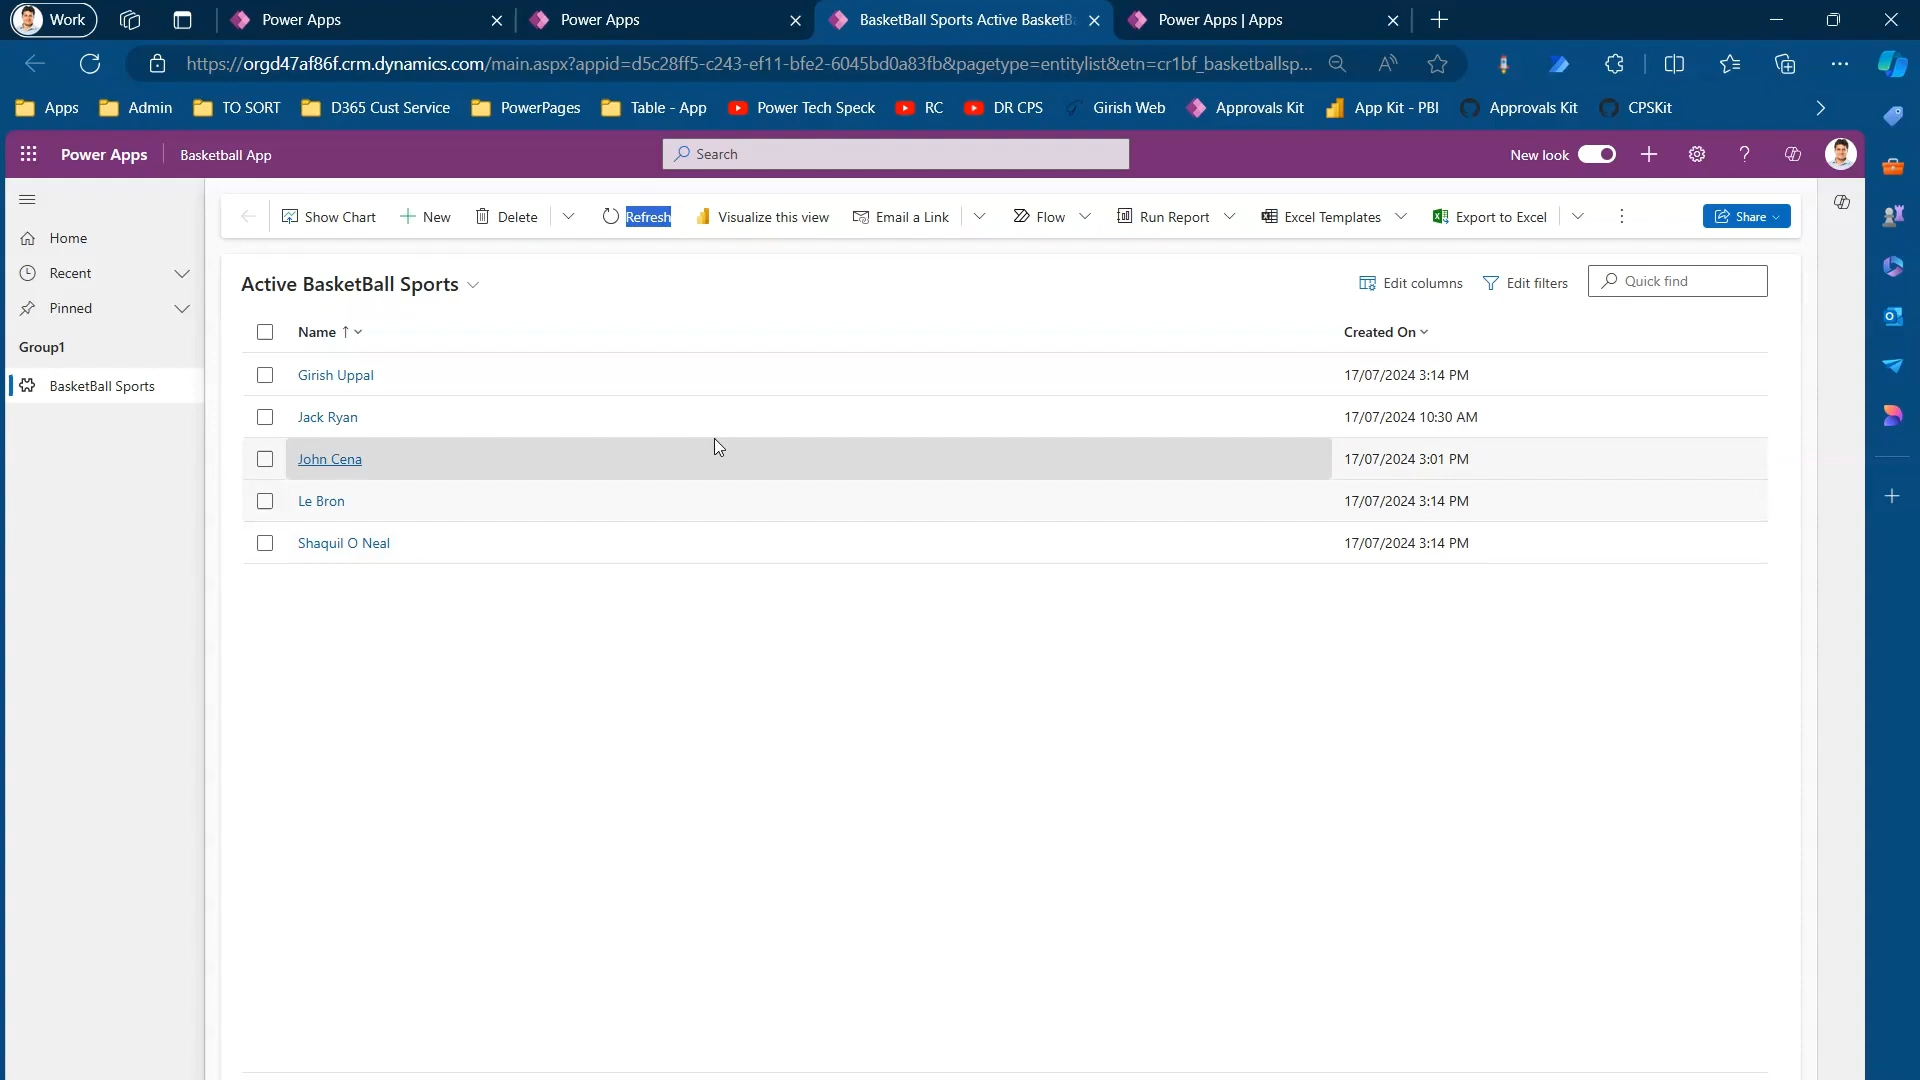 Work
Power Apps
Power Apps
BasketBall Sports Active BasketB
Power Apps | Apps
https://orgd47af86f.crm.dynamics.com/main.aspx?appid=d5c28ff5-c243-ef11-bfe2-6045bd0a83fb&pagetype=entitylist&etn=cr1bf_basketballsp...
Apps Admin TO SORT D365 Cust Service PowerPages Table - App Power Tech Speck RC DR CPS Girish Web Approvals Kit App Kit - PBI Approvals Kit CPSKit
Power Apps Basketball App Search New look
Show Chart New Delete Refresh Visualize this view Email a Link Flow Run Report Excel Templates Export to Excel Share
Home
Recent
Pinned
Group1
BasketBall Sports
Active BasketBall Sports Edit columns Edit filters Quick find
Name ↑ Created On
Girish Uppal 17/07/2024 3:14 PM
Jack Ryan 17/07/2024 10:30 AM
John Cena 17/07/2024 3:01 PM
Le Bron 17/07/2024 3:14 PM
Shaquil O Neal 17/07/2024 3:14 PM